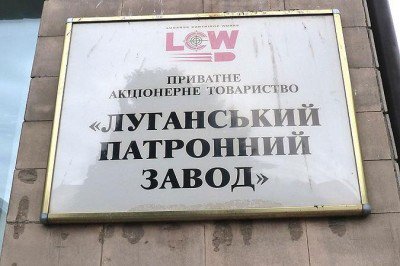 LCW
ПРИВАТНЕ
АКЦІОНЕРНЕ ТОВАРИСТВО
«ЛУГАНСЬКИЙ
ПАТРОННИЙ
ЗАВОД»